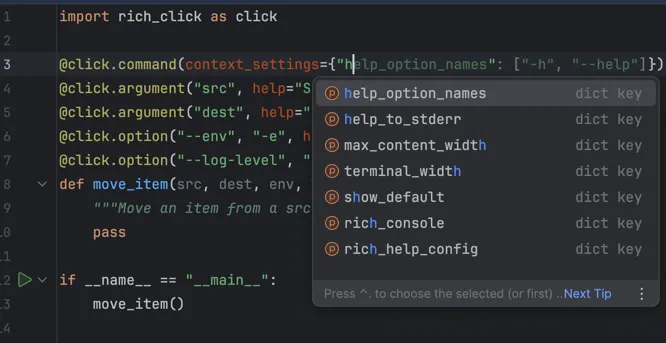 1 import rich_click as click
2
3 @click.command(context_settings={"help_option_names": ["-h", "--help"]})
4 @click.argument("src", help="S
5 @click.argument("dest", help="
6 @click.option("--env", "-e", h
7 @click.option("--log-level", "
8 def move_item(src, dest, env,
9 """Move an item from a src
10 pass
11
12 if __name__ == "__main__":
13 move_item()
14
help_option_names dict key
help_to_stderr dict key
max_content_width dict key
terminal_width dict key
show_default dict key
rich_console dict key
rich_help_config dict key
Press ^. to choose the selected (or first) .. Next Tip